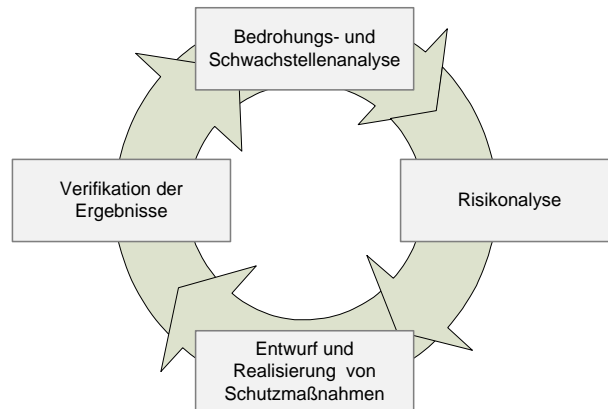 Bedrohungs- und
Schwachstellenanalyse
Risikonalyse
Entwurf und
Realisierung von
Schutzmaßnahmen
Verifikation der
Ergebnisse